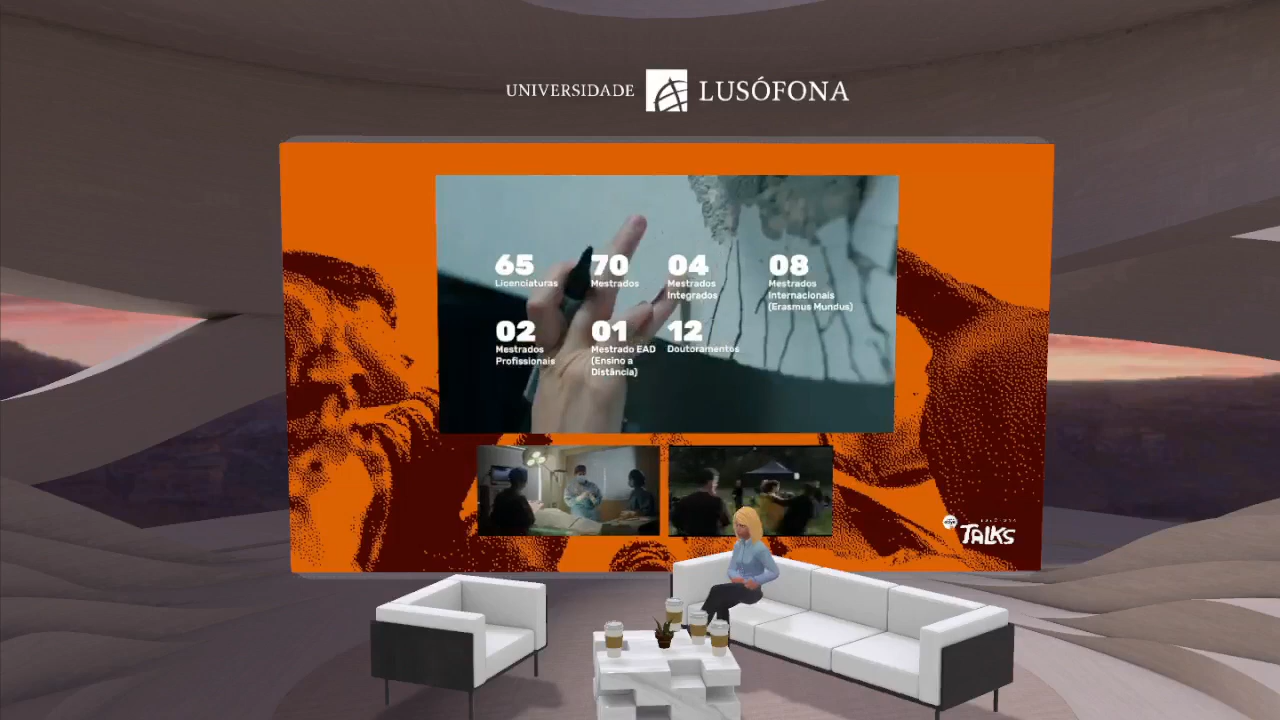 UNIVERSIDADE LUSÓFONA
65 70 04 08
Licenciaturas Mestrados Mestrados Integrados Mestrados Internacionais (Erasmus Mundus)
02 01 12
Mestrados Profissionais Mestrado EAD (Ensino a Distância) Doutoramentos
TALKS